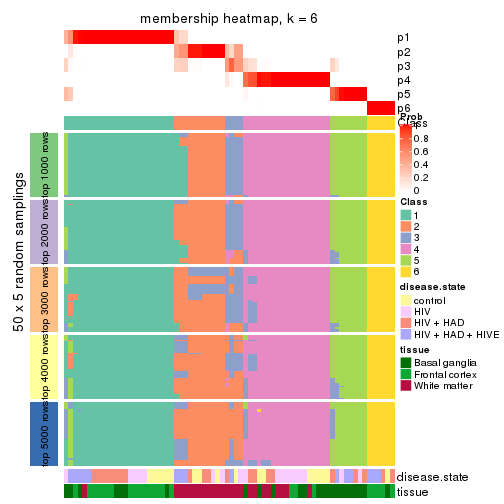 membership heatmap, k = 6
p1
p2
p3
p4
p5
p6
Class
50 x 5 random samplings
top 1000 rows
top 2000 rows
top 3000 rows
top 4000 rows
top 5000 rows
Prob
1
0.8
0.6
0.4
0.2
0
Class
1
2
3
4
5
6
disease.state
control
HIV
HIV + HAD
HIV + HAD + HIVE
tissue
Basal ganglia
Frontal cortex
White matter
disease.state
tissue